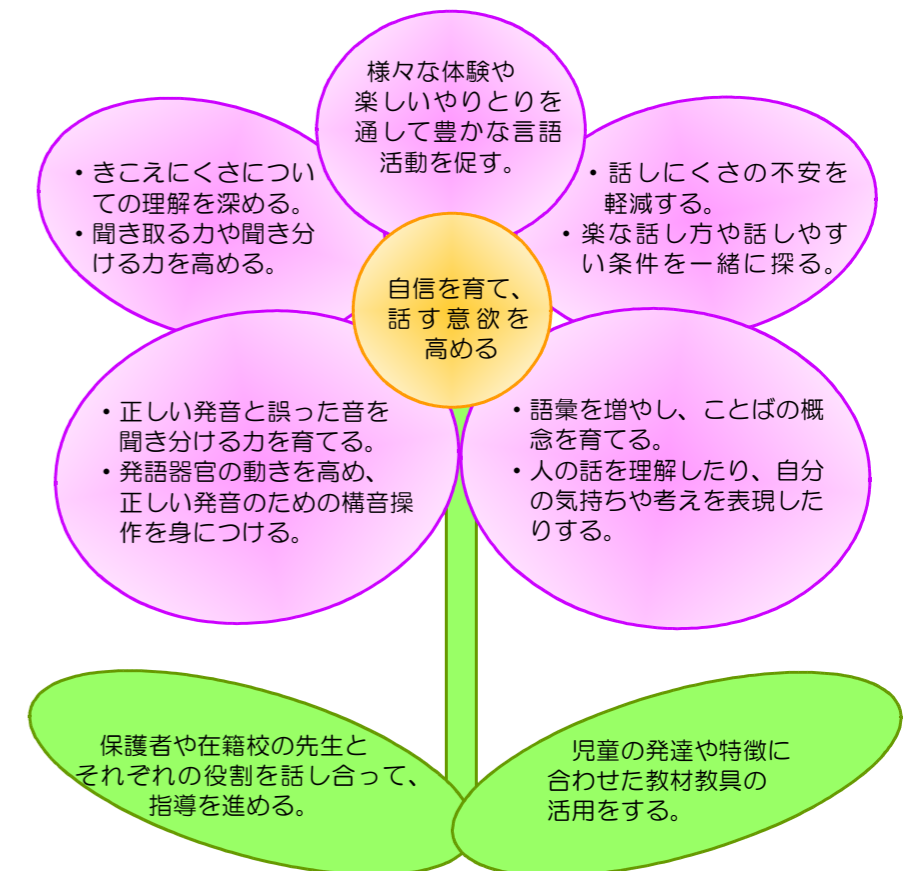 様々な体験や
楽しいやりとりを
通して豊かな言語
活動を促す。
・きこえにくさについ
ての理解を深める。
・聞き取る力や聞き分
ける力を高める。
・話しにくさの不安を
軽減する。
・楽な話し方や話しやす
い条件を一緒に探る。
自信を育て、
話す意欲を
高める
・正しい発音と誤った音を
聞き分ける力を育てる。
・発語器官の動きを高め、
正しい発音のための構音操
作を身につける。
・語彙を増やし、ことばの概
念を育てる。
・人の話を理解したり、自分
の気持ちや考えを表現した
りする。
保護者や在籍校の先生と
それぞれの役割を話し合って、
指導を進める。
児童の発達や特徴に
合わせた教材教具の
活用をする。